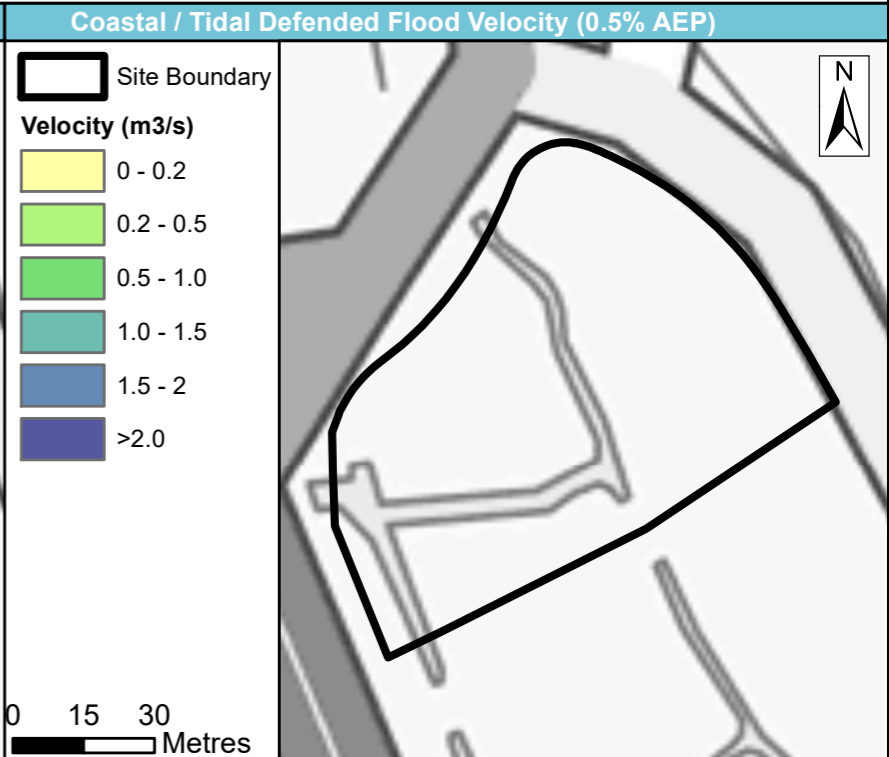 Coastal / Tidal Defended Flood Velocity (0.5% AEP)
Site Boundary
Velocity (m3/s)
0 - 0.2
0.2 - 0.5
0.5 - 1.0
1.0 - 1.5
1.5 - 2
>2.0
0 15 30
Metres
N